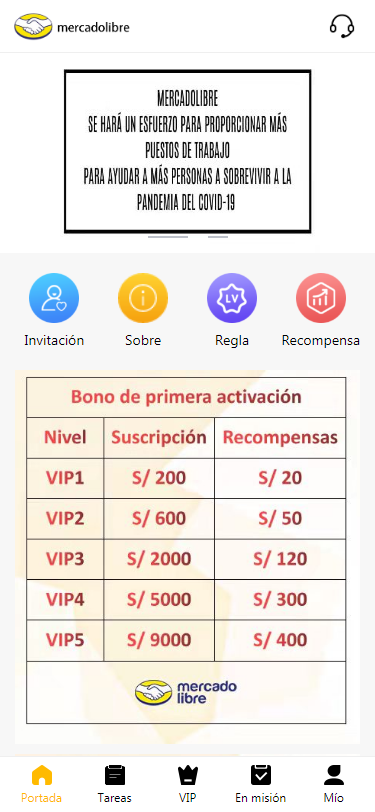 mercadolibre
MERCADOLIBRE
SE HARÁ UN ESFUERZO PARA PROPORCIONAR MÁS
PUESTOS DE TRABAJO
PARA AYUDAR A MÁS PERSONAS A SOBREVIVIR A LA
PANDEMIA DEL COVID-19
Invitación Sobre Regla Recompensa
LV
Bono de primera activación
Nivel Suscripción Recompensas
VIP1 S/ 200 S/ 20
VIP2 S/ 600 S/ 50
VIP3 S/ 2000 S/ 120
VIP4 S/ 5000 S/ 300
VIP5 S/ 9000 S/ 400
mercado
libre
Portada Tareas VIP En misión Mío